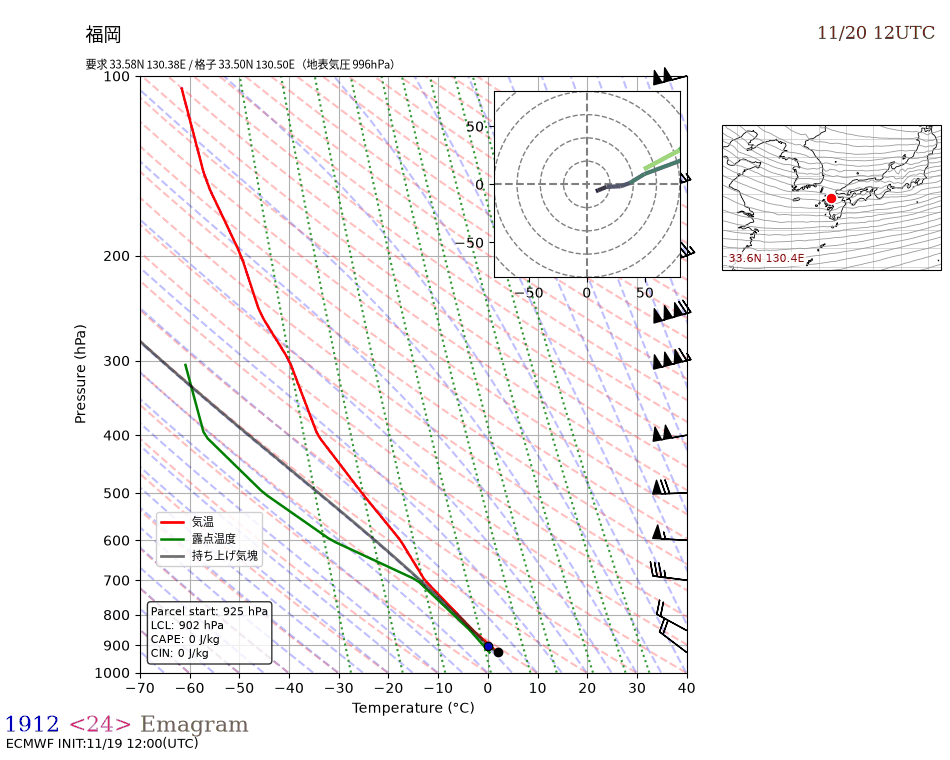 福岡
11/20 12UTC
要求 33.58N 130.38E / 格子 33.50N 130.50E（地表気圧 996hPa）
100
200
300
400
500
600
700
800
900
1000
Pressure (hPa)
50
0
−50
−50 0 50
33.6N 130.4E
気温
露点温度
持ち上げ気塊
Parcel start: 925 hPa
LCL: 902 hPa
CAPE: 0 J/kg
CIN: 0 J/kg
−70 −60 −50 −40 −30 −20 −10 0 10 20 30 40
Temperature (°C)
1912 <24> Emagram
ECMWF INIT:11/19 12:00(UTC)